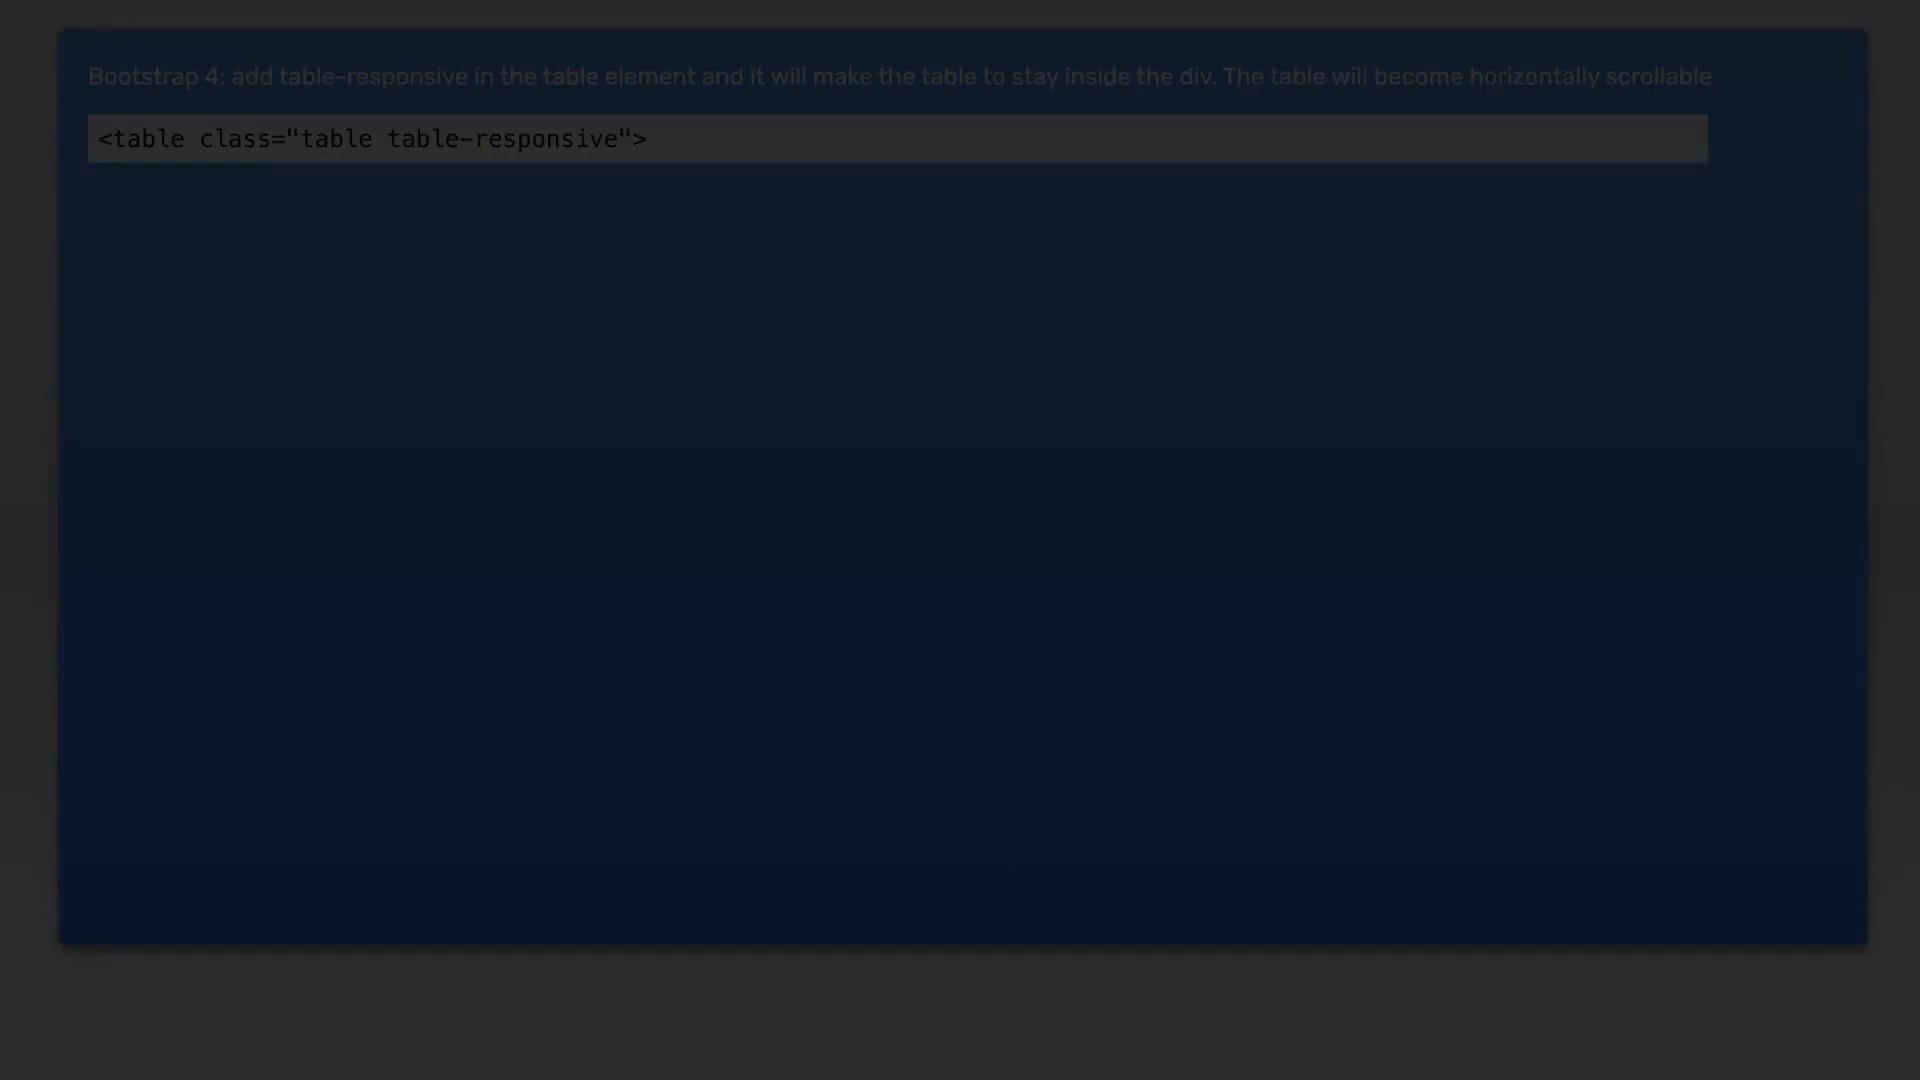 Bootstrap 4: add table-responsive in the table element and it will make the table to stay inside the div. The table will become horizontally scrollable
<table class="table table-responsive">